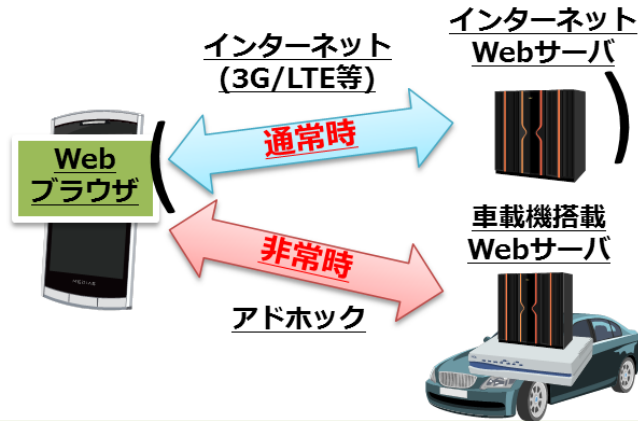 インターネット
(3G/LTE等)
インターネット
Webサーバ
通常時
Web
ブラウザ
非常時
アドホック
車載機搭載
Webサーバ
MEDIAS